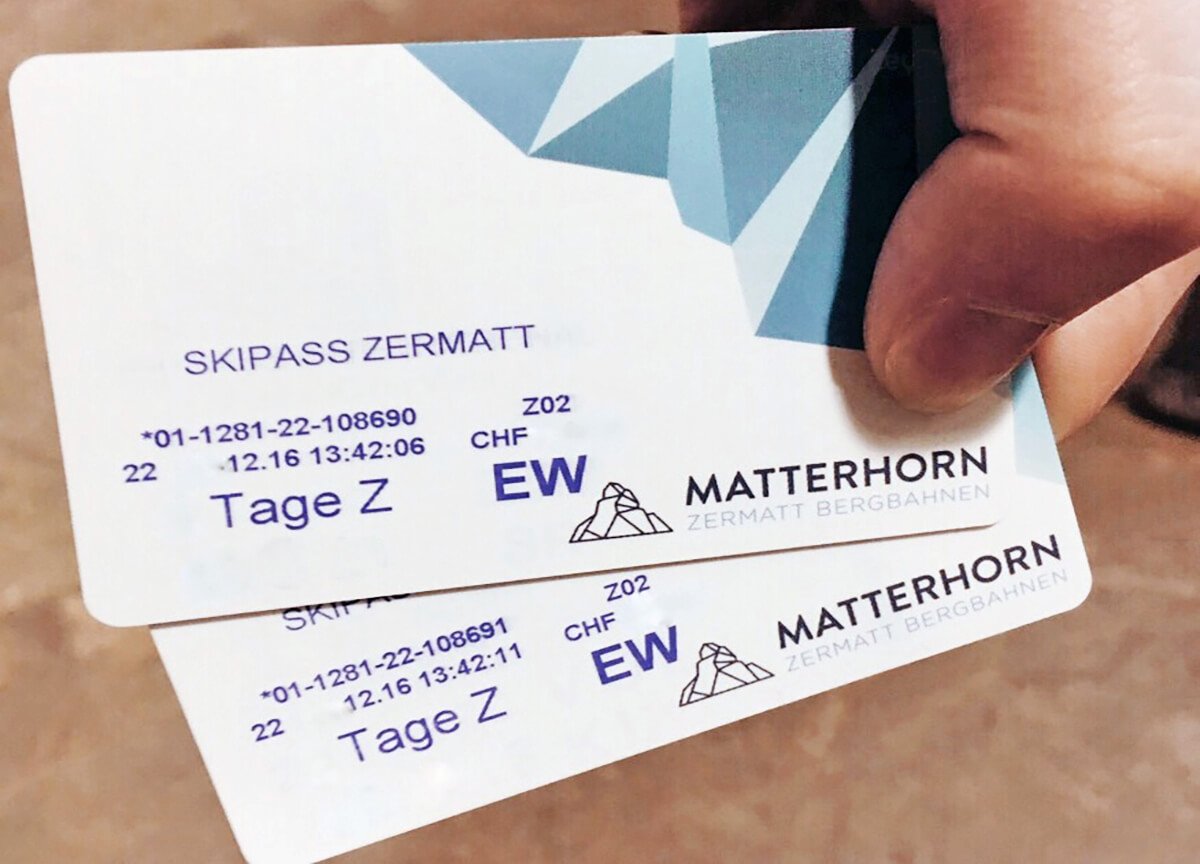 SKIPASS ZERMATT
*01-1281-22-108690 Z02
22 .12.16 13:42:06 CHF
Tage Z EW
MATTERHORN
ZERMATT BERGBAHNEN
SKIPAS
*01-1281-22-108691 Z02
22 12.16 13:42:11 CHF
Tage Z EW
MATTERHORN
ZERMATT BERGBAHNEN